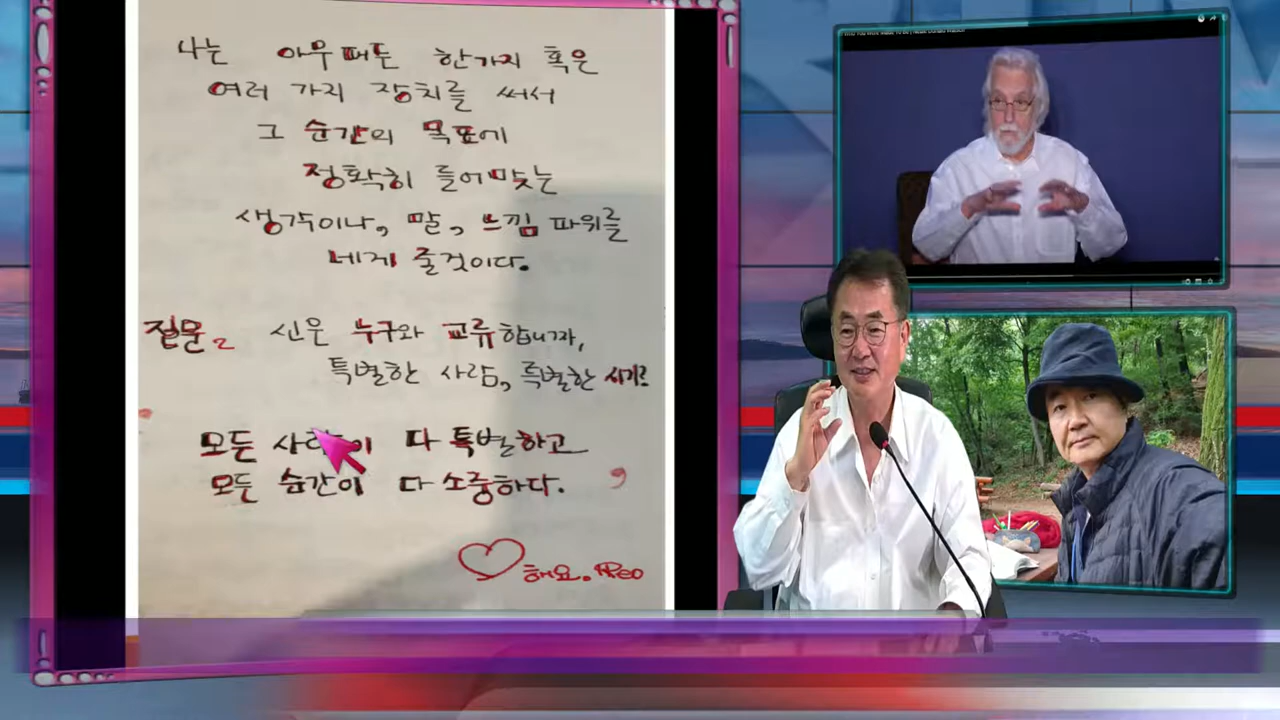 나는 아무때든 한가지 혹은
여러 가지 장치를 써서
그 순간의 목표에
정확히 들어맞는
생각이나, 말, 느낌 파워를
네게 줄것이다.
질문2 신은 누구와 교류합니까,
특별한 사람, 특별한 시기?
모든 다 특별하고
모든 순간이 다 소중하다.
해요.